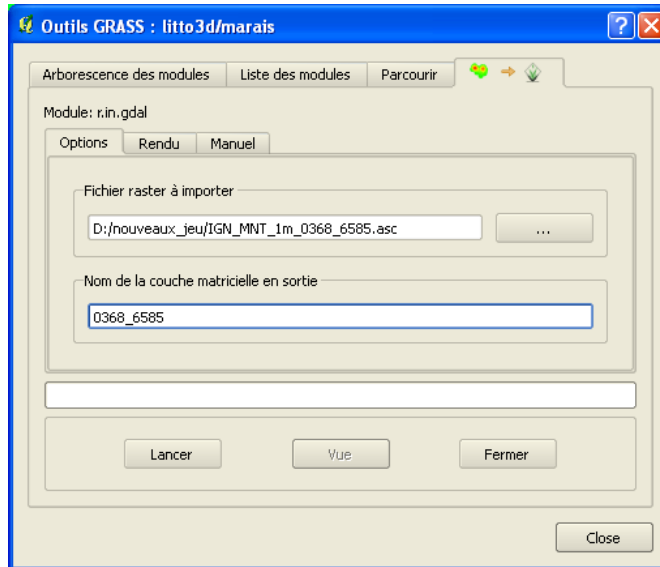 Outils GRASS : litto3d/marais
Arborescence des modules Liste des modules Parcourir
Module: r.in.gdal
Options Rendu Manuel
Fichier raster à importer
D:/nouveaux_jeu/IGN_MNT_1m_0368_6585.asc ...
Nom de la couche matricielle en sortie
0368_6585
Lancer Vue Fermer
Close